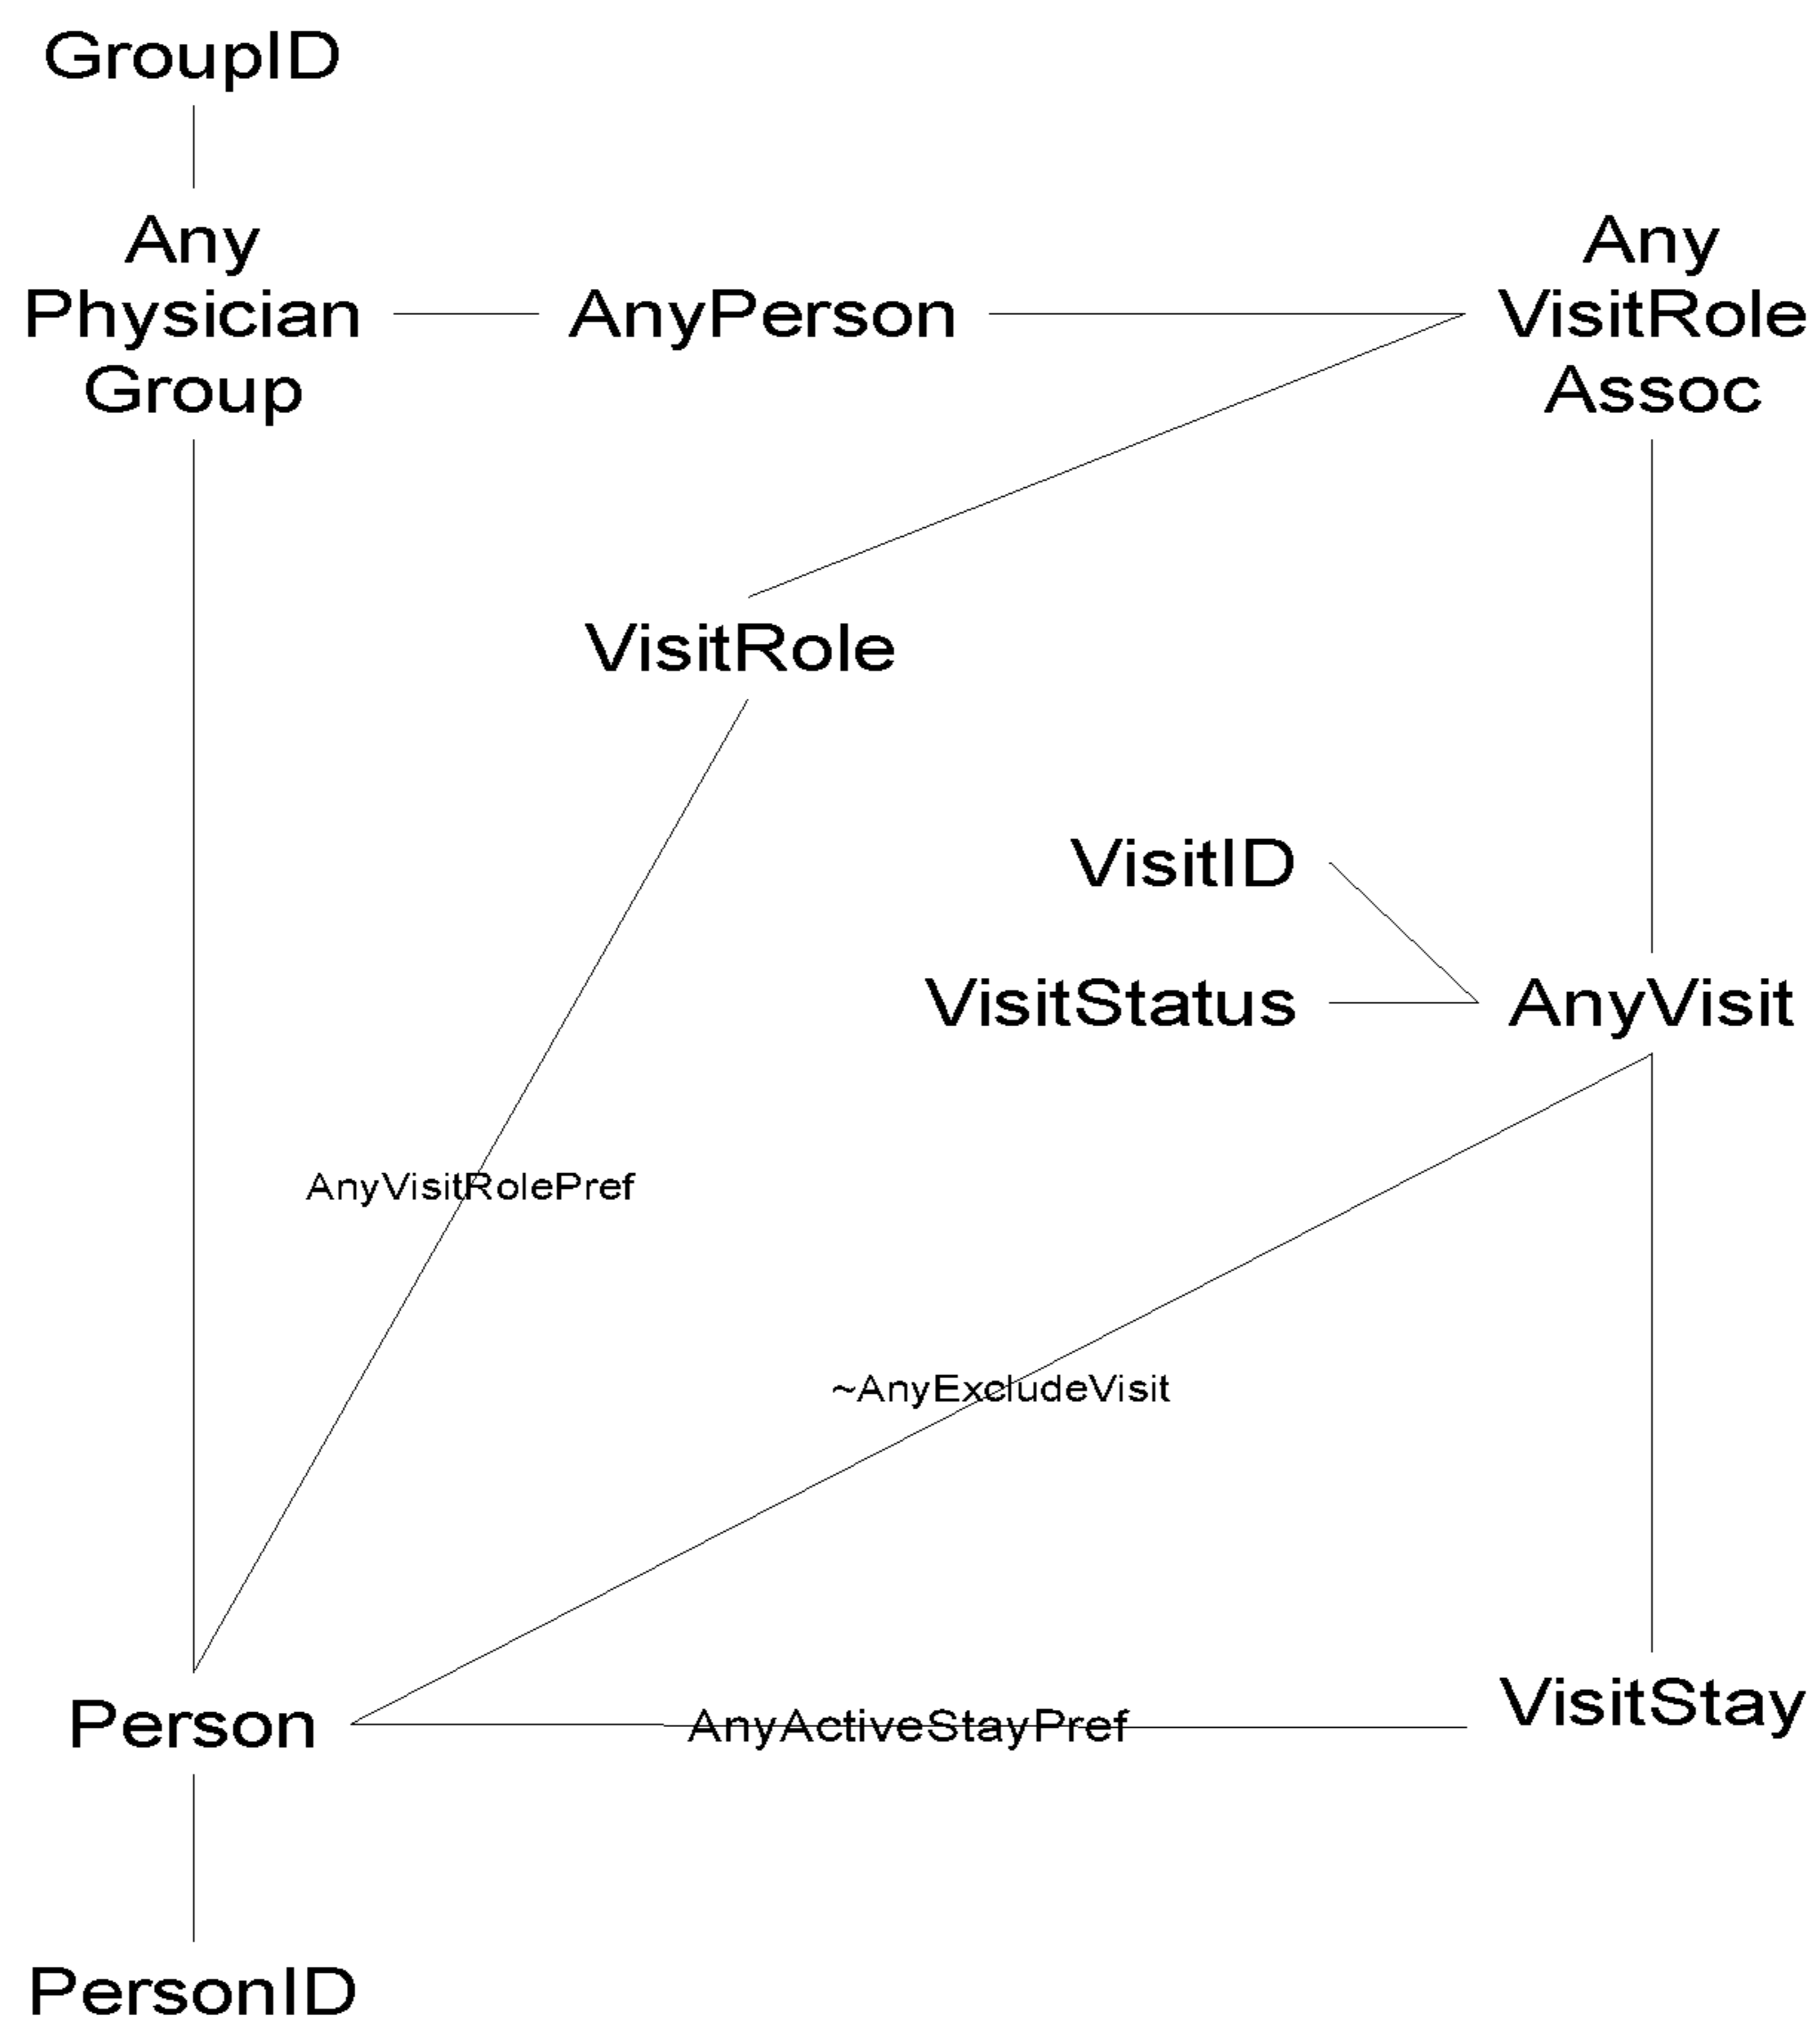 GroupID
Any
Physician
Group
AnyPerson
Any
VisitRole
Assoc
VisitRole
VisitID
VisitStatus
AnyVisit
AnyVisitRolePref
~AnyExcludeVisit
Person
AnyActiveStayPref
VisitStay
PersonID